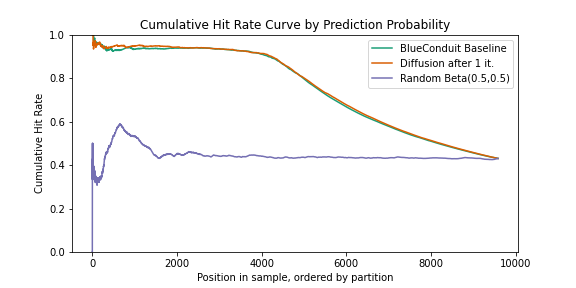 Cumulative Hit Rate Curve by Prediction Probability
1.0
0.8
0.6
0.4
0.2
0.0
Cumulative Hit Rate
BlueConduit Baseline
Diffusion after 1 it.
Random Beta(0.5,0.5)
0 2000 4000 6000 8000 10000
Position in sample, ordered by partition